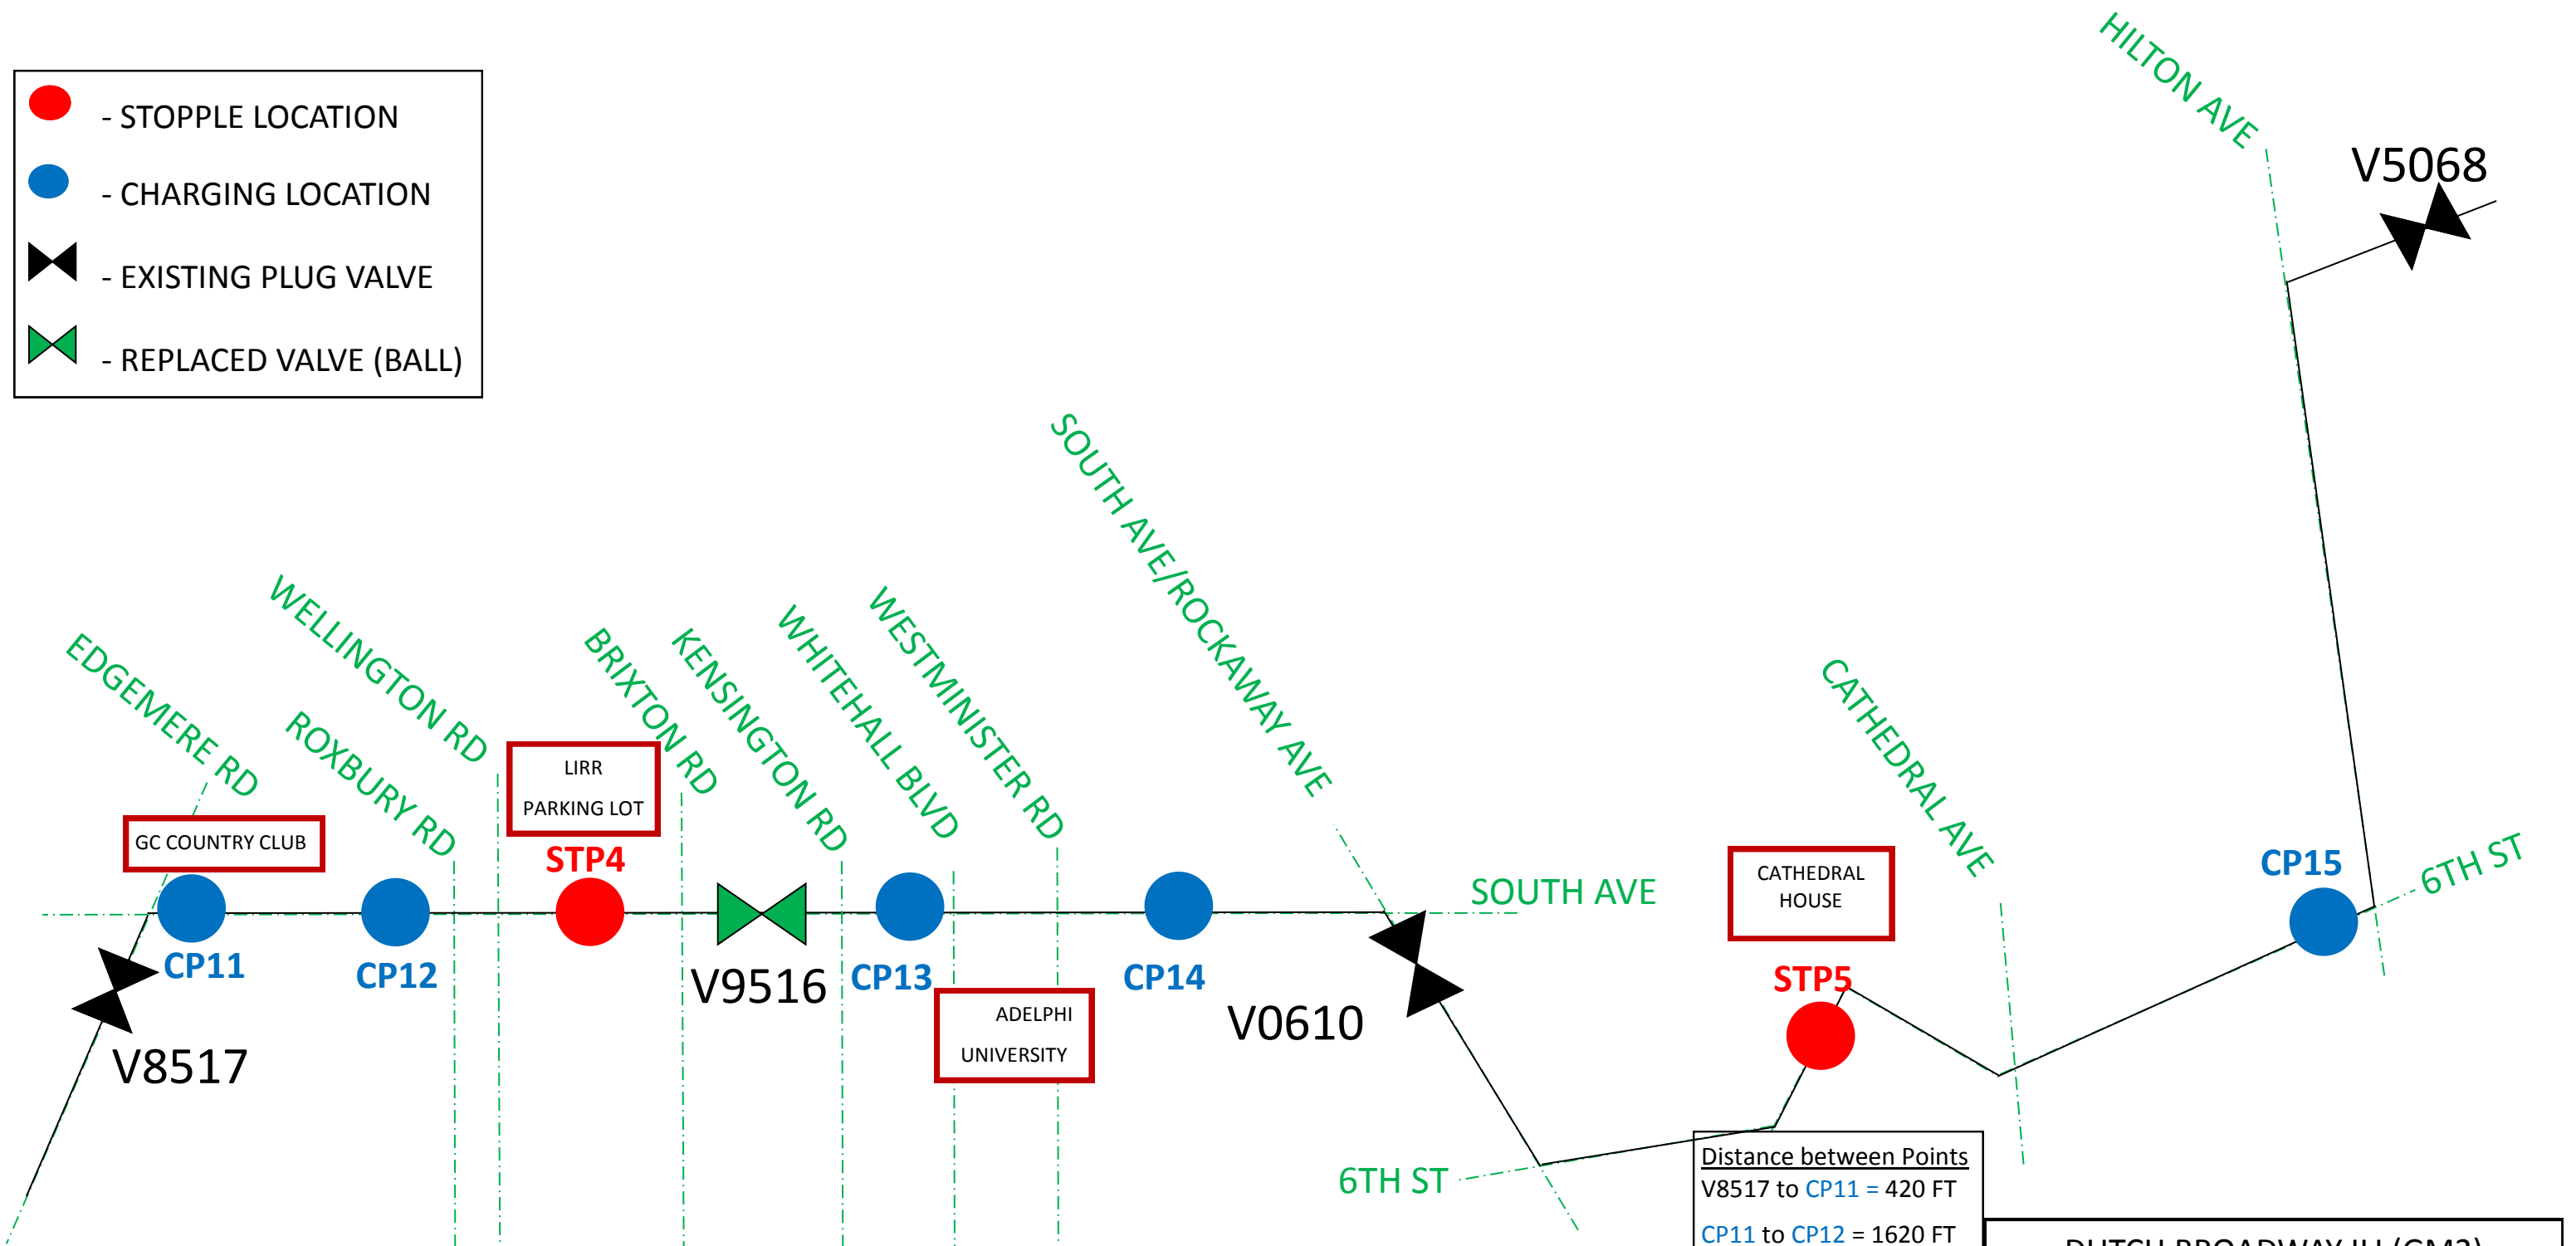 HILTON AVE
V5068
- STOPPLE LOCATION
- CHARGING LOCATION
- EXISTING PLUG VALVE
- REPLACED VALVE (BALL)
SOUTH AVE/ROCKAWAY AVE
WELLINGTON RD
EDGEMERE RD
ROXBURY RD
BRIXTON RD
KENSINGTON RD
WHITEHALL BLVD
WESTMINISTER RD
CATHEDRAL AVE
LIRR
PARKING LOT
GC COUNTRY CLUB
STP4
SOUTH AVE
CATHEDRAL
HOUSE
CP15
6TH ST
CP11
CP12
V9516
CP13
CP14
STP5
V8517
ADELPHI
UNIVERSITY
V0610
6TH ST
Distance between Points
V8517 to CP11 = 420 FT
CP11 to CP12 = 1620 FT